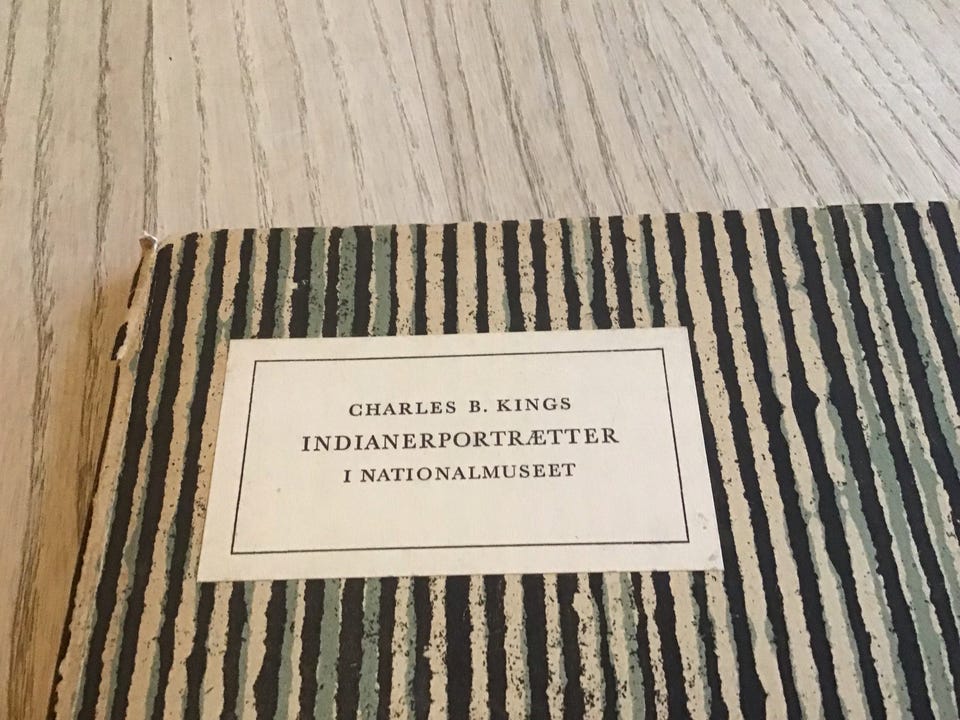 CHARLES B. KINGS
INDIANERPORTRÆTTER
I NATIONALMUSEET